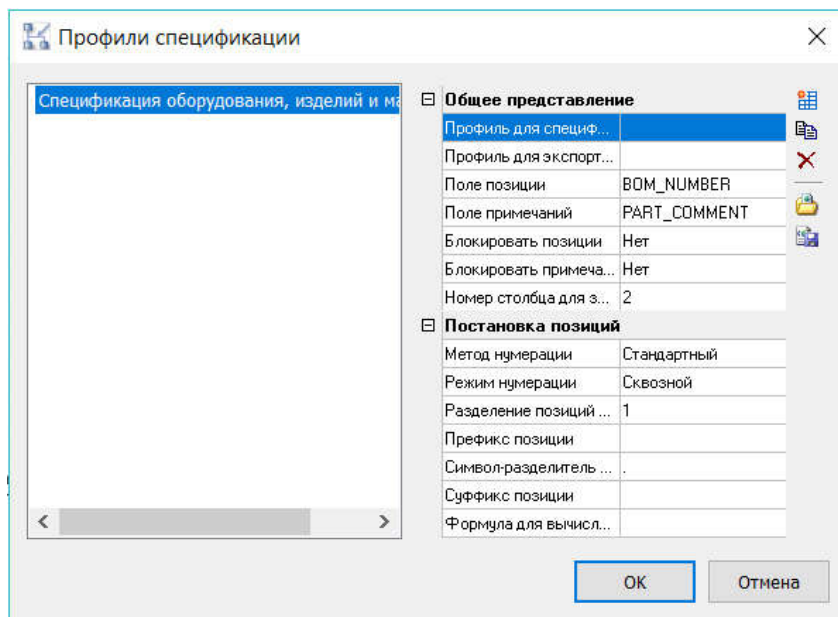 Профили спецификации
Спецификация оборудования, изделий и ма
Общее представление
Профиль для специф...
Профиль для экспорт...
Поле позиции BOM_NUMBER
Поле примечаний PART_COMMENT
Блокировать позиции Нет
Блокировать примеча... Нет
Номер столбца для э... 2
Постановка позиций
Метод нумерации Стандартный
Режим нумерации Сквозной
Разделение позиций ... 1
Префикс позиции
Символ-разделитель ... .
Суффикс позиции
Формула для вычисл...
ОК Отмена